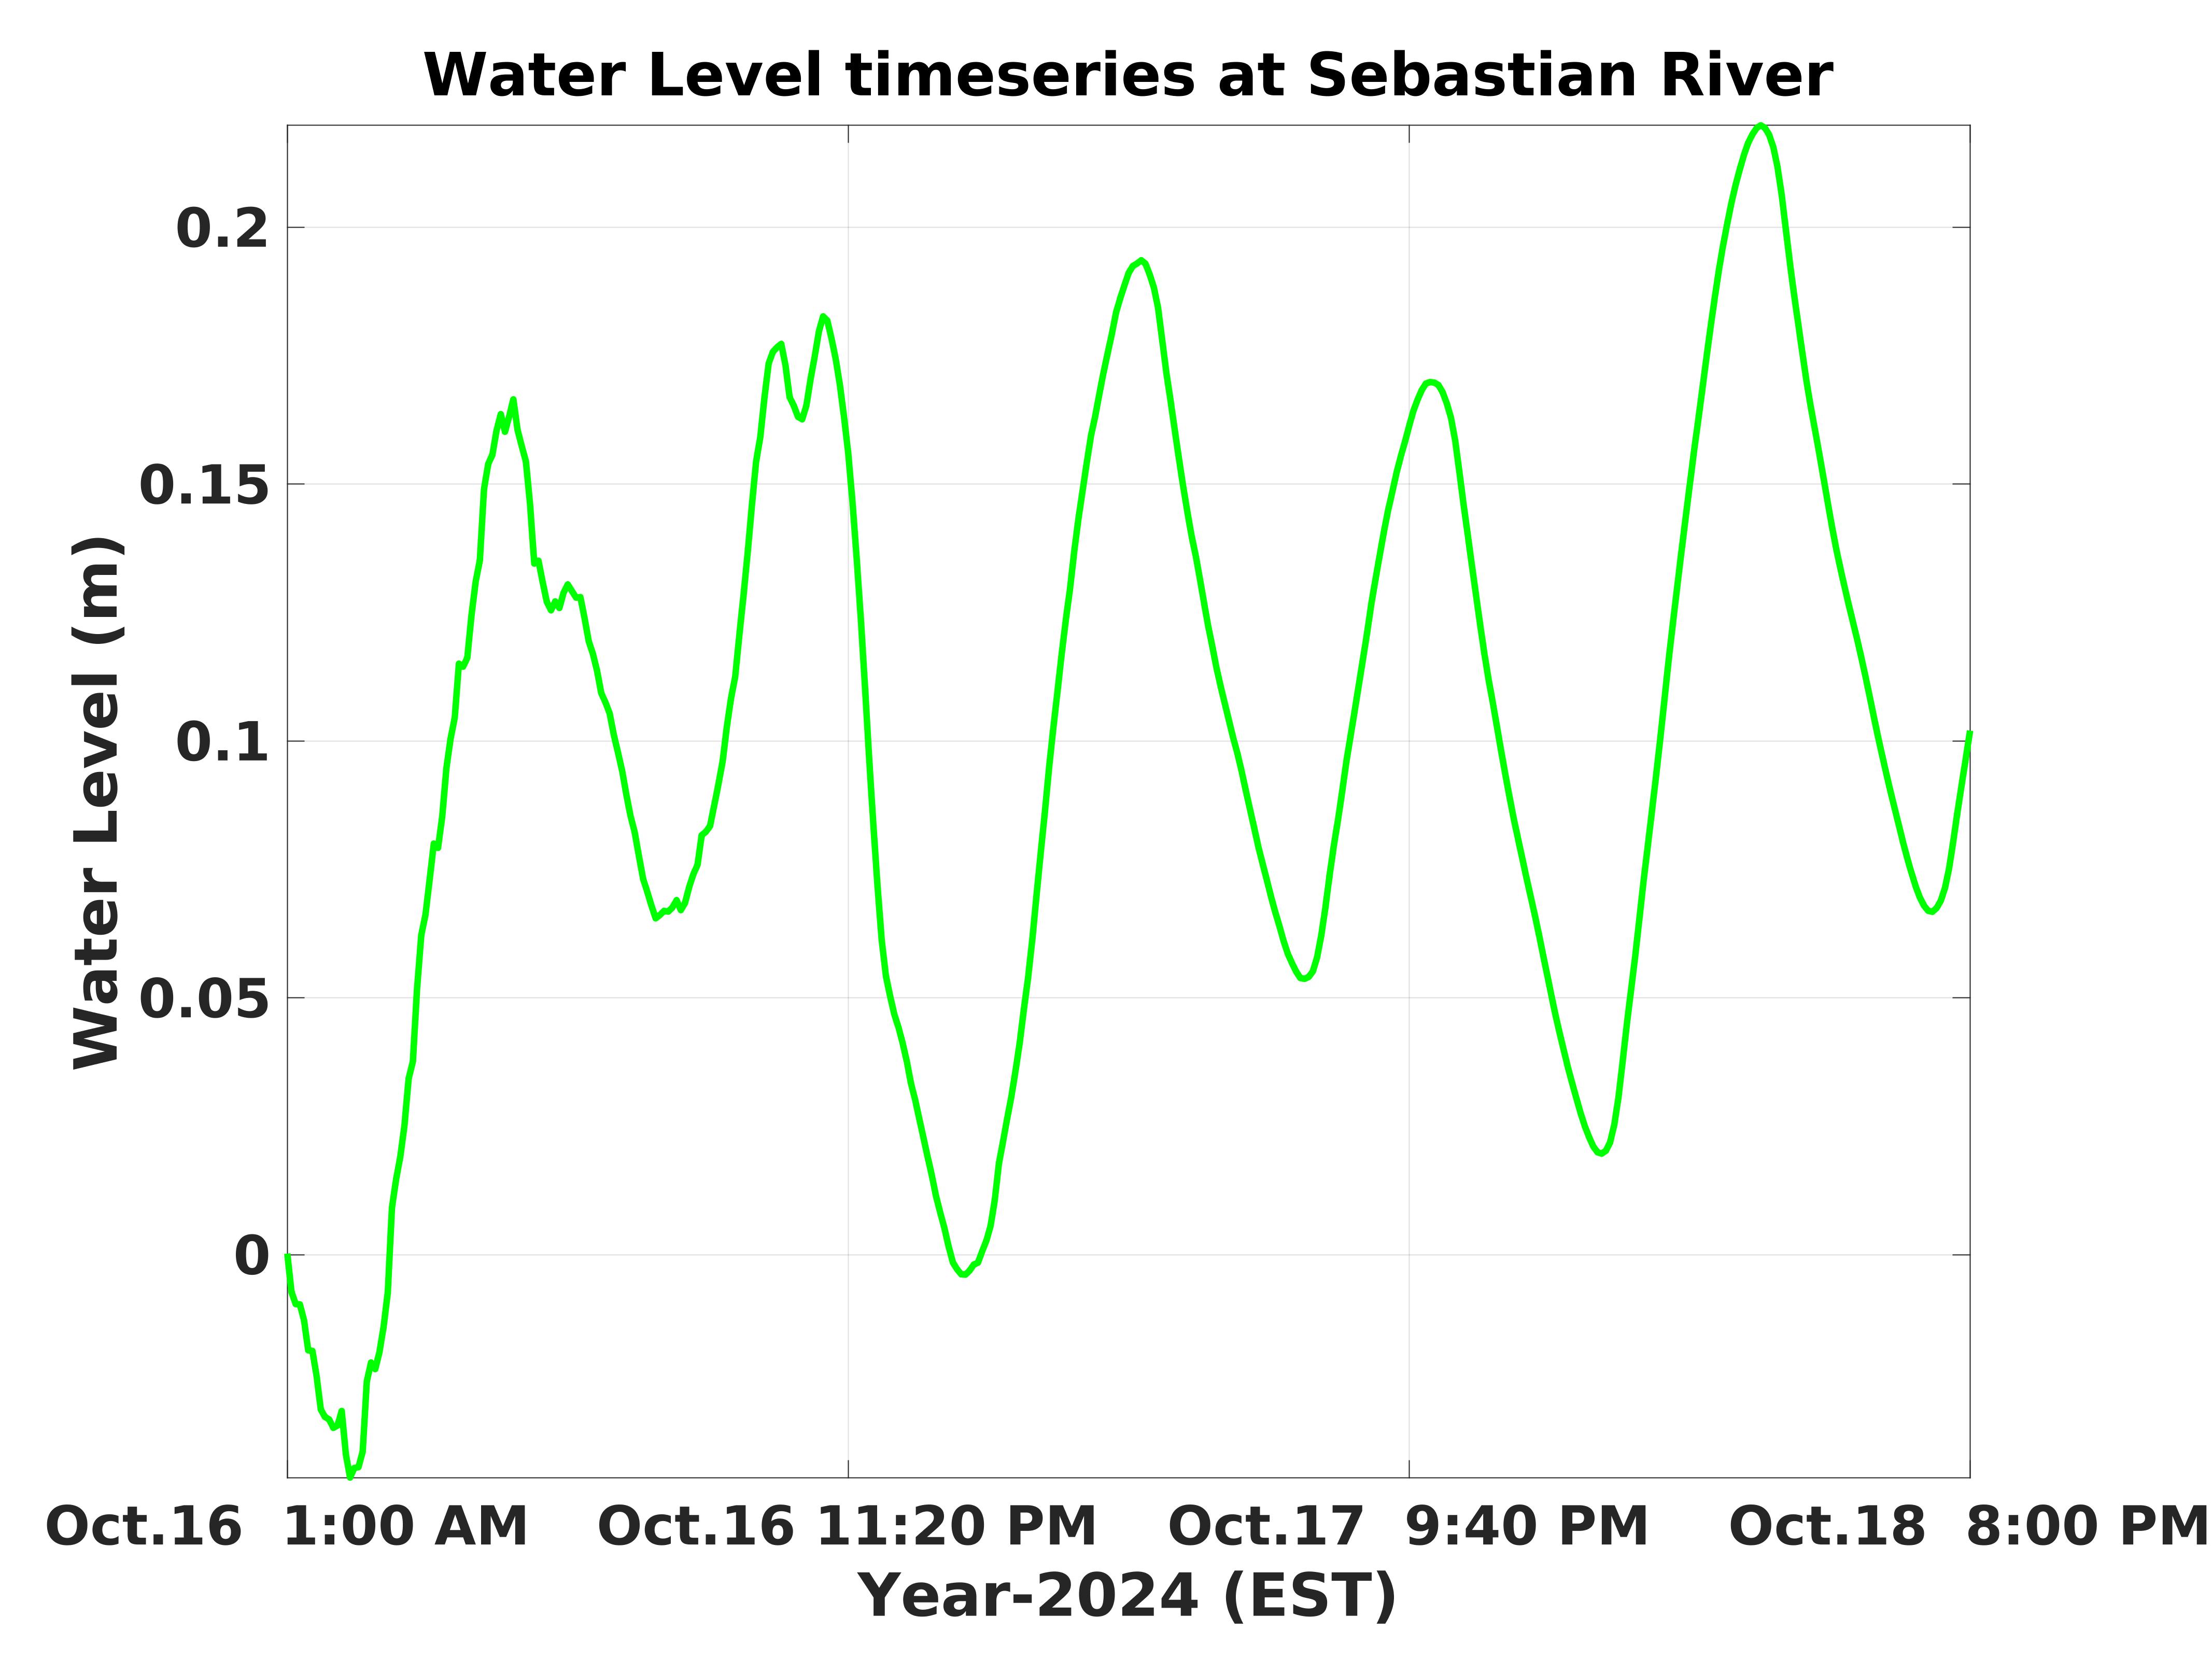 Water Level timeseries at Sebastian River
Water Level (m)
0.2
0.15
0.1
0.05
0
Oct.16  1:00 AM
Oct.16 11:20 PM
Oct.17  9:40 PM
Oct.18  8:00 PM
Year-2024 (EST)